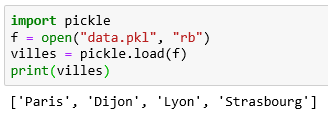 import pickle
f = open("data.pkl", "rb")
villes = pickle.load(f)
print(villes)
['Paris', 'Dijon', 'Lyon', 'Strasbourg']